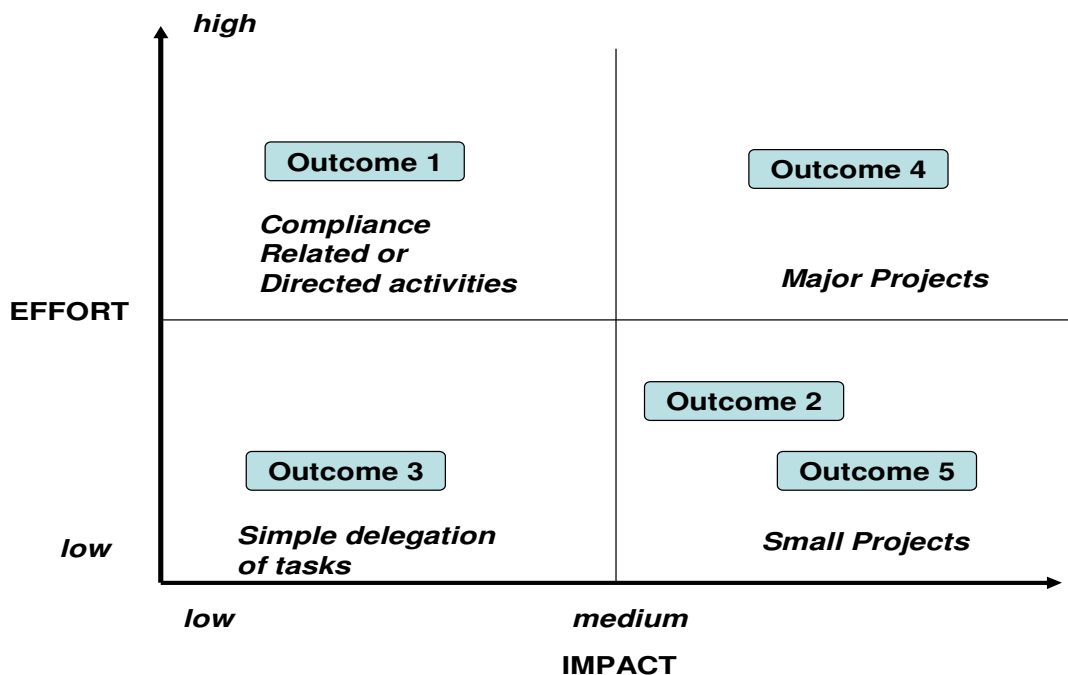 high
Outcome 1
Outcome 4
Compliance
Related or
Directed activities
Major Projects
EFFORT
Outcome 2
Outcome 3
Outcome 5
Simple delegation
of tasks
Small Projects
low
low
medium
IMPACT